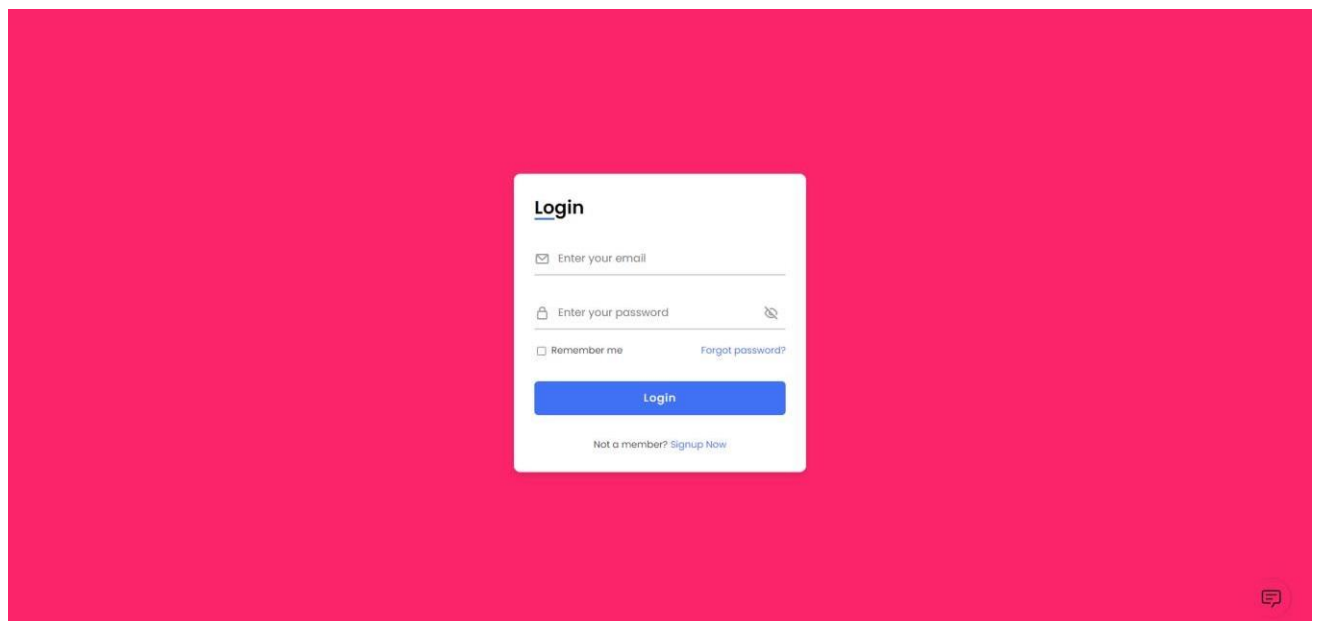 Login
Enter your email
Enter your password
Remember me Forgot password?
Login
Not a member? Signup Now